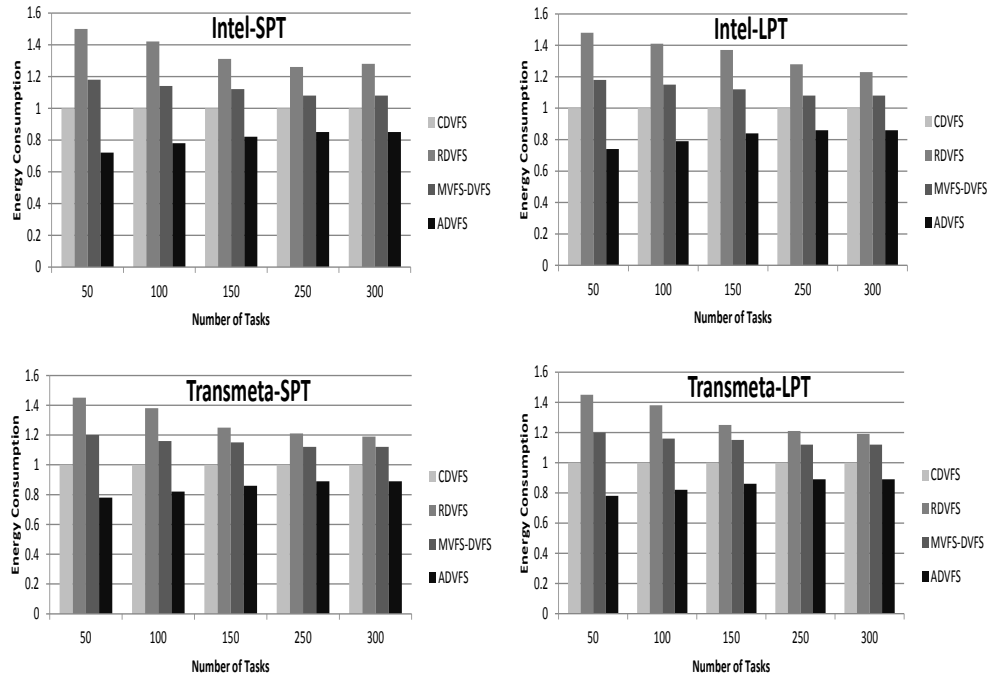 Intel-SPT
Energy Consumption
1.6
1.4
1.2
1
0.8
0.6
0.4
0.2
0
50 100 150 250 300
Number of Tasks
CDVFS
RDVFS
MVFS-DVFS
ADVFS
Intel-LPT
Energy Consumption
1.6
1.4
1.2
1
0.8
0.6
0.4
0.2
0
50 100 150 250 300
Number of Tasks
CDVFS
RDVFS
MVFS-DVFS
ADVFS
Transmeta-SPT
Energy Consumption
1.6
1.4
1.2
1
0.8
0.6
0.4
0.2
0
50 100 150 250 300
Number of Tasks
CDVFS
RDVFS
MVFS-DVFS
ADVFS
Transmeta-LPT
Energy Consumption
1.6
1.4
1.2
1
0.8
0.6
0.4
0.2
0
50 100 150 250 300
Number of Tasks
CDVFS
RDVFS
MVFS-DVFS
ADVFS